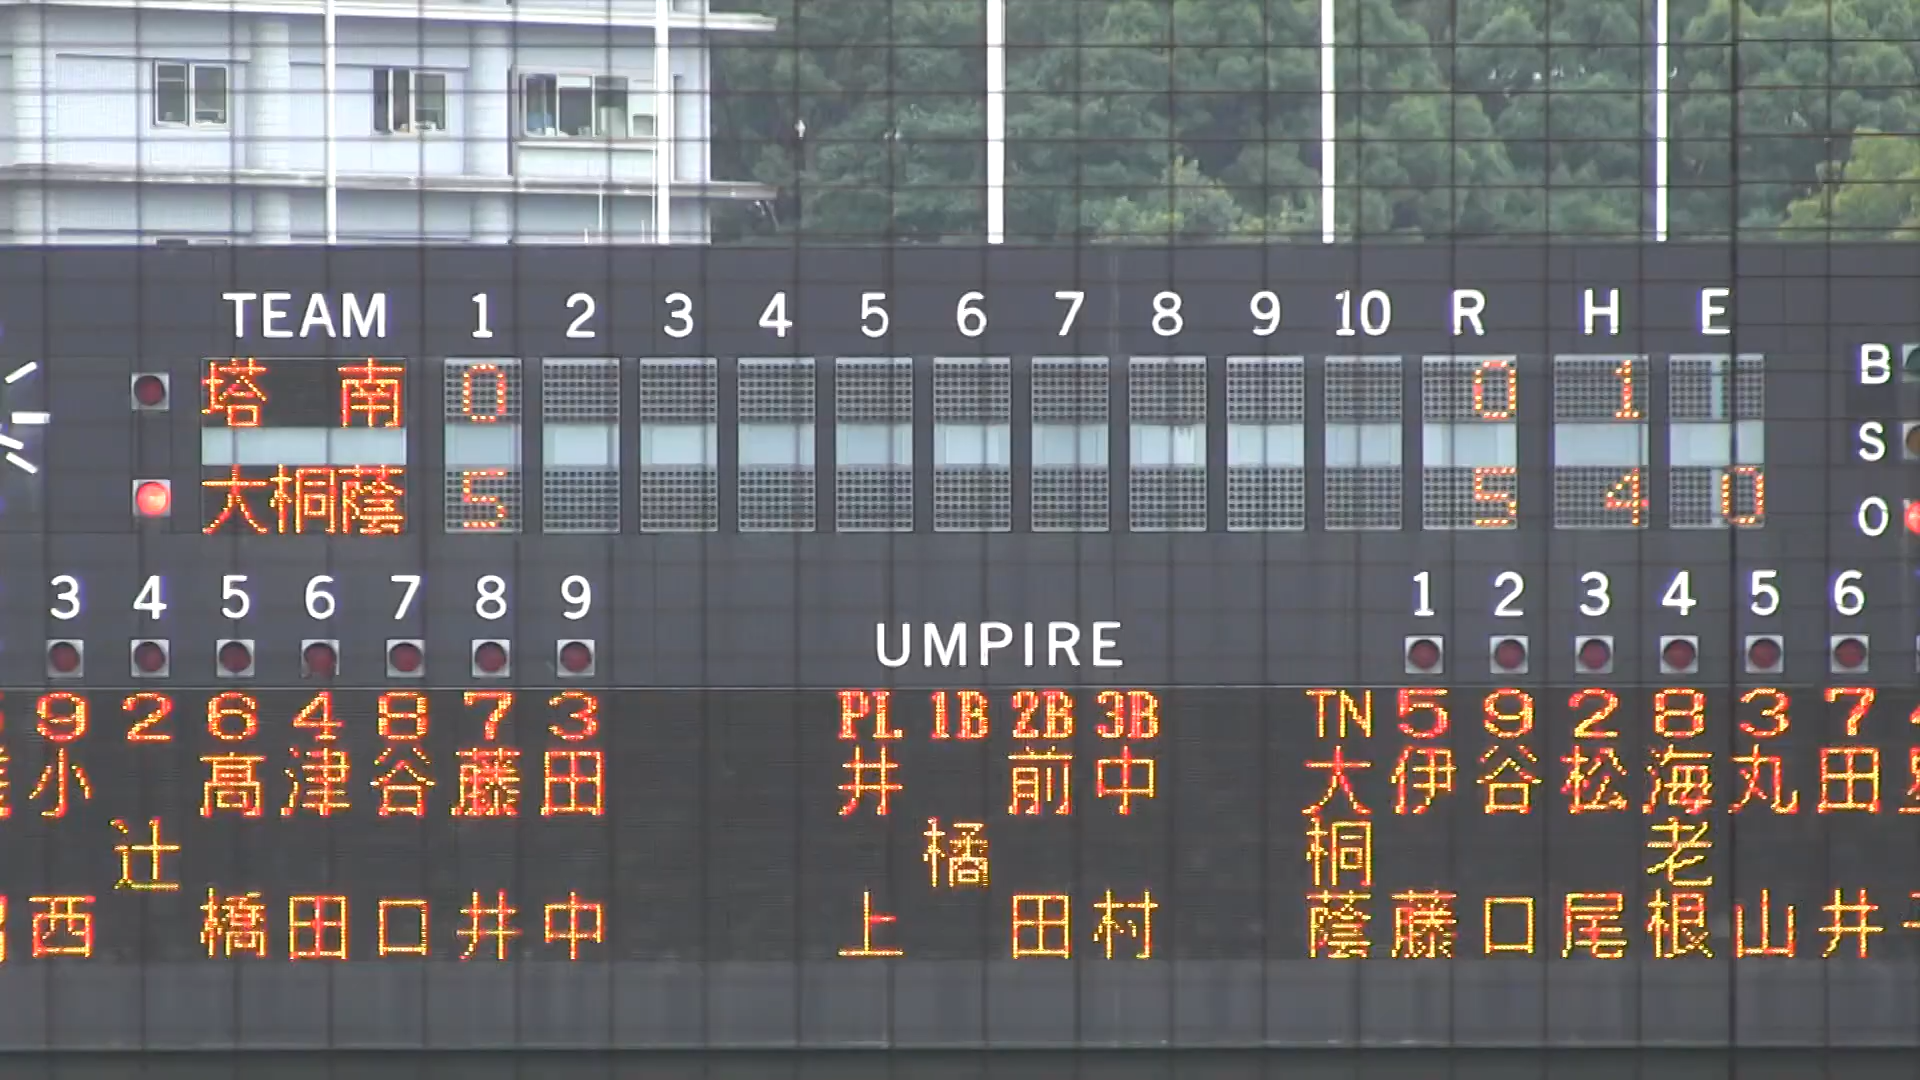 TEAM 1 2 3 4 5 6 7 8 9 10 R H E
塔南 0 0 1
大桐蔭 5 5 4 0
B
S
O
3 4 5 6 7 8 9
UMPIRE
1 2 3 4 5 6
9 2 6 4 8 7 3
小西
辻
高橋
津田
谷口
藤井
田中
PL 1B 2B 3B
井上
橘
前田
中村
TN 5 9 2 8 3 7
大桐蔭
伊藤
谷口
松尾
海老根
丸山
田井